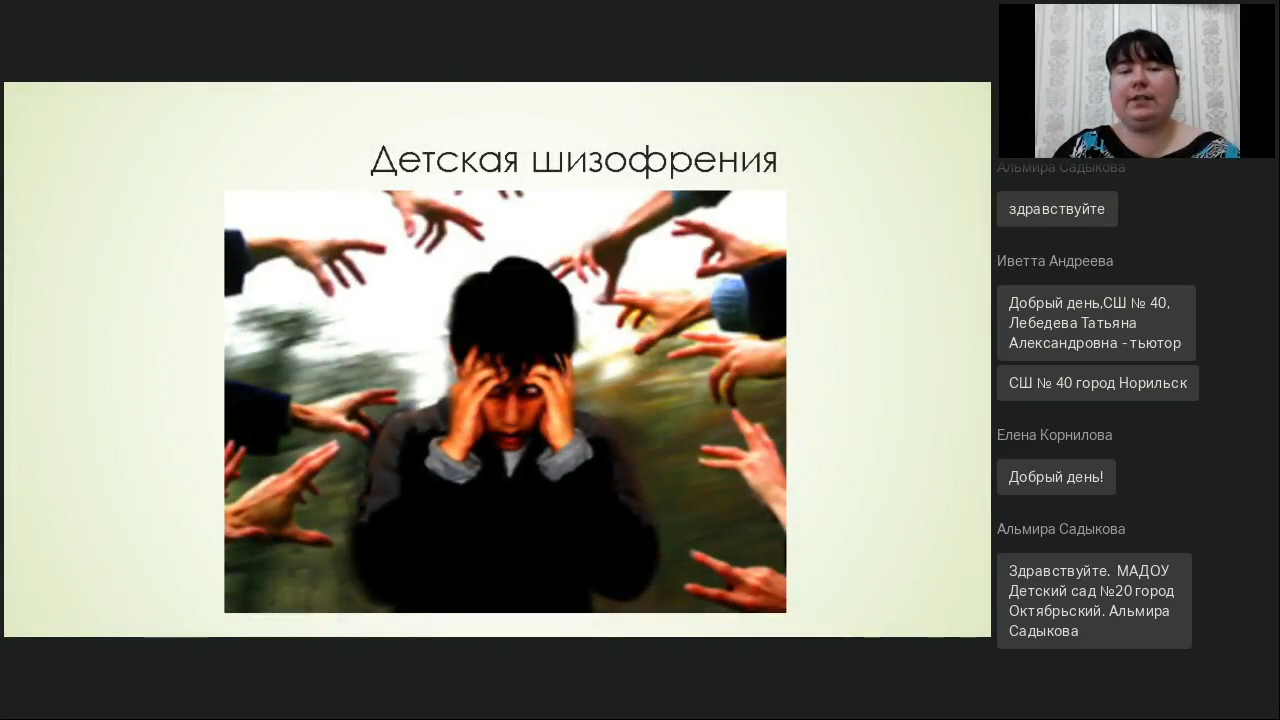 Детская шизофрения
Альмира Садыкова
здравствуйте
Иветта Андреева
Добрый день,СШ № 40,
Лебедева Татьяна
Александровна - тьютор
СШ № 40 город Норильск
Елена Корнилова
Добрый день!
Альмира Садыкова
Здравствуйте. МАДОУ
Детский сад №20 город
Октябрьский. Альмира
Садыкова